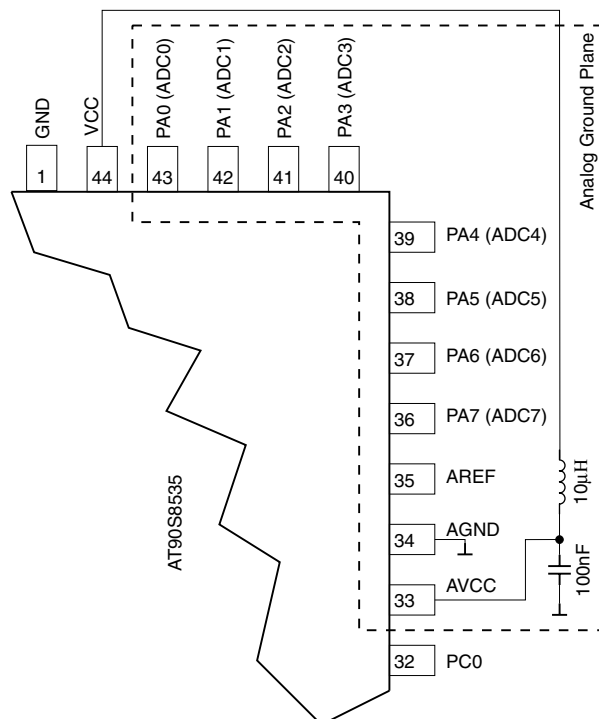 GND
VCC
PA0 (ADC0)
PA1 (ADC1)
PA2 (ADC2)
PA3 (ADC3)
Analog Ground Plane
1
44
43
42
41
40
39
PA4 (ADC4)
38
PA5 (ADC5)
37
PA6 (ADC6)
36
PA7 (ADC7)
35
AREF
10µH
34
AGND
AT90S8535
100nF
33
AVCC
32
PC0